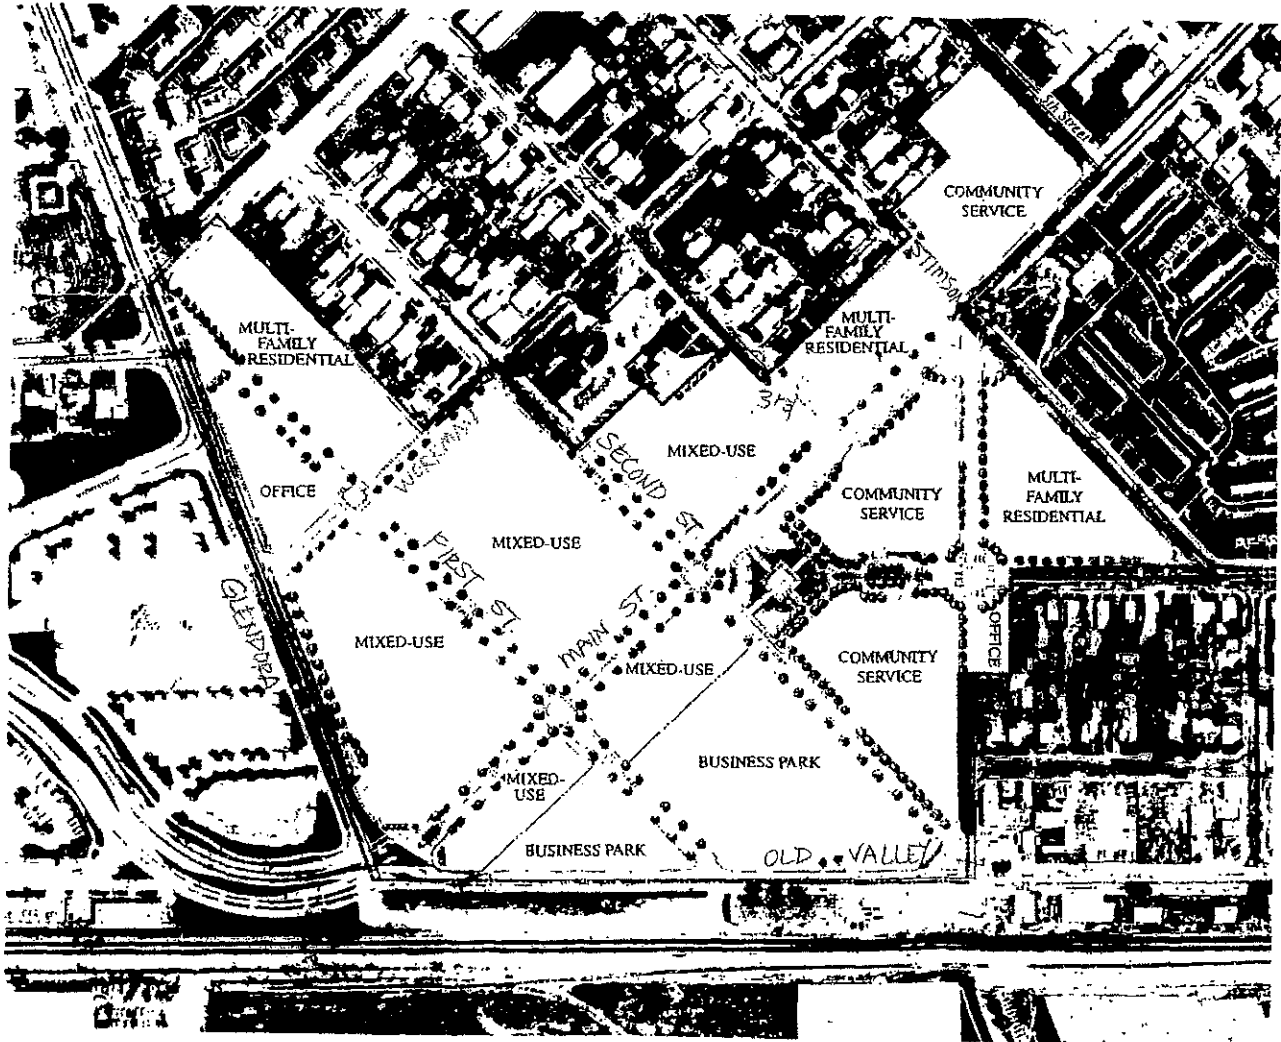 COMMUNITY
SERVICE
STIMSON
MULTI-
FAMILY
RESIDENTIAL
MULTI-
FAMILY
RESIDENTIAL
3rd
WORKMAN
SECOND
ST
MIXED-USE
OFFICE
COMMUNITY
SERVICE
MULTI-
FAMILY
RESIDENTIAL
MIXED-USE
FIRST
ST.
GLENDORA
MAIN ST
MIXED-USE
MIXED-USE
COMMUNITY
SERVICE
OFFICE
MIXED-
USE
BUSINESS PARK
BUSINESS PARK
OLD VALLEY